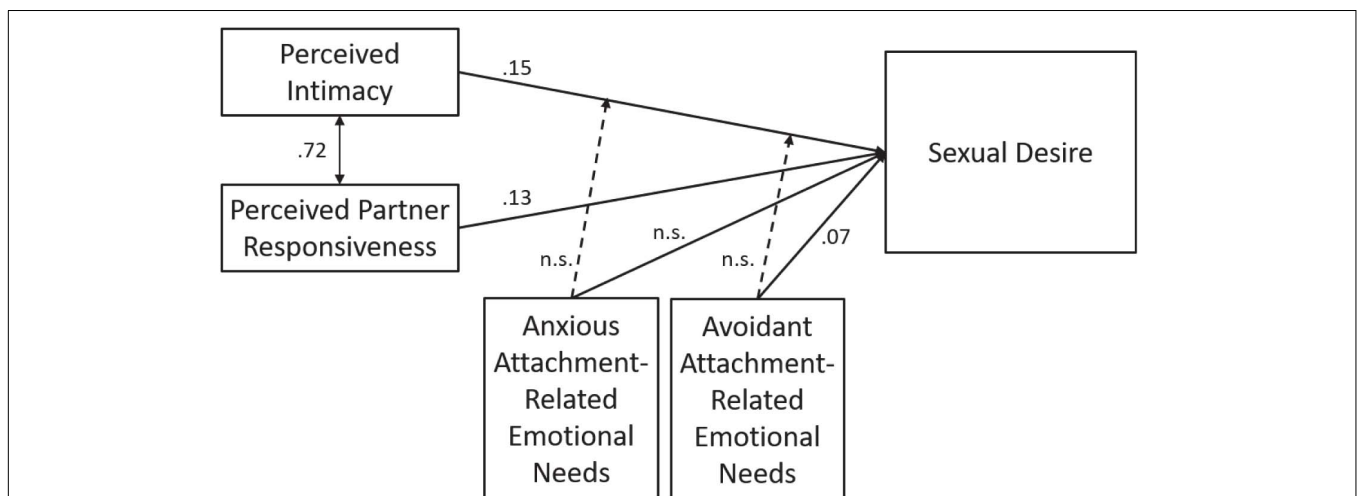 Perceived
Intimacy
.15
Sexual Desire
.72
Perceived Partner
Responsiveness
.13
n.s.
n.s.
n.s.
.07
Anxious
Attachment-
Related
Emotional
Needs
Avoidant
Attachment-
Related
Emotional
Needs